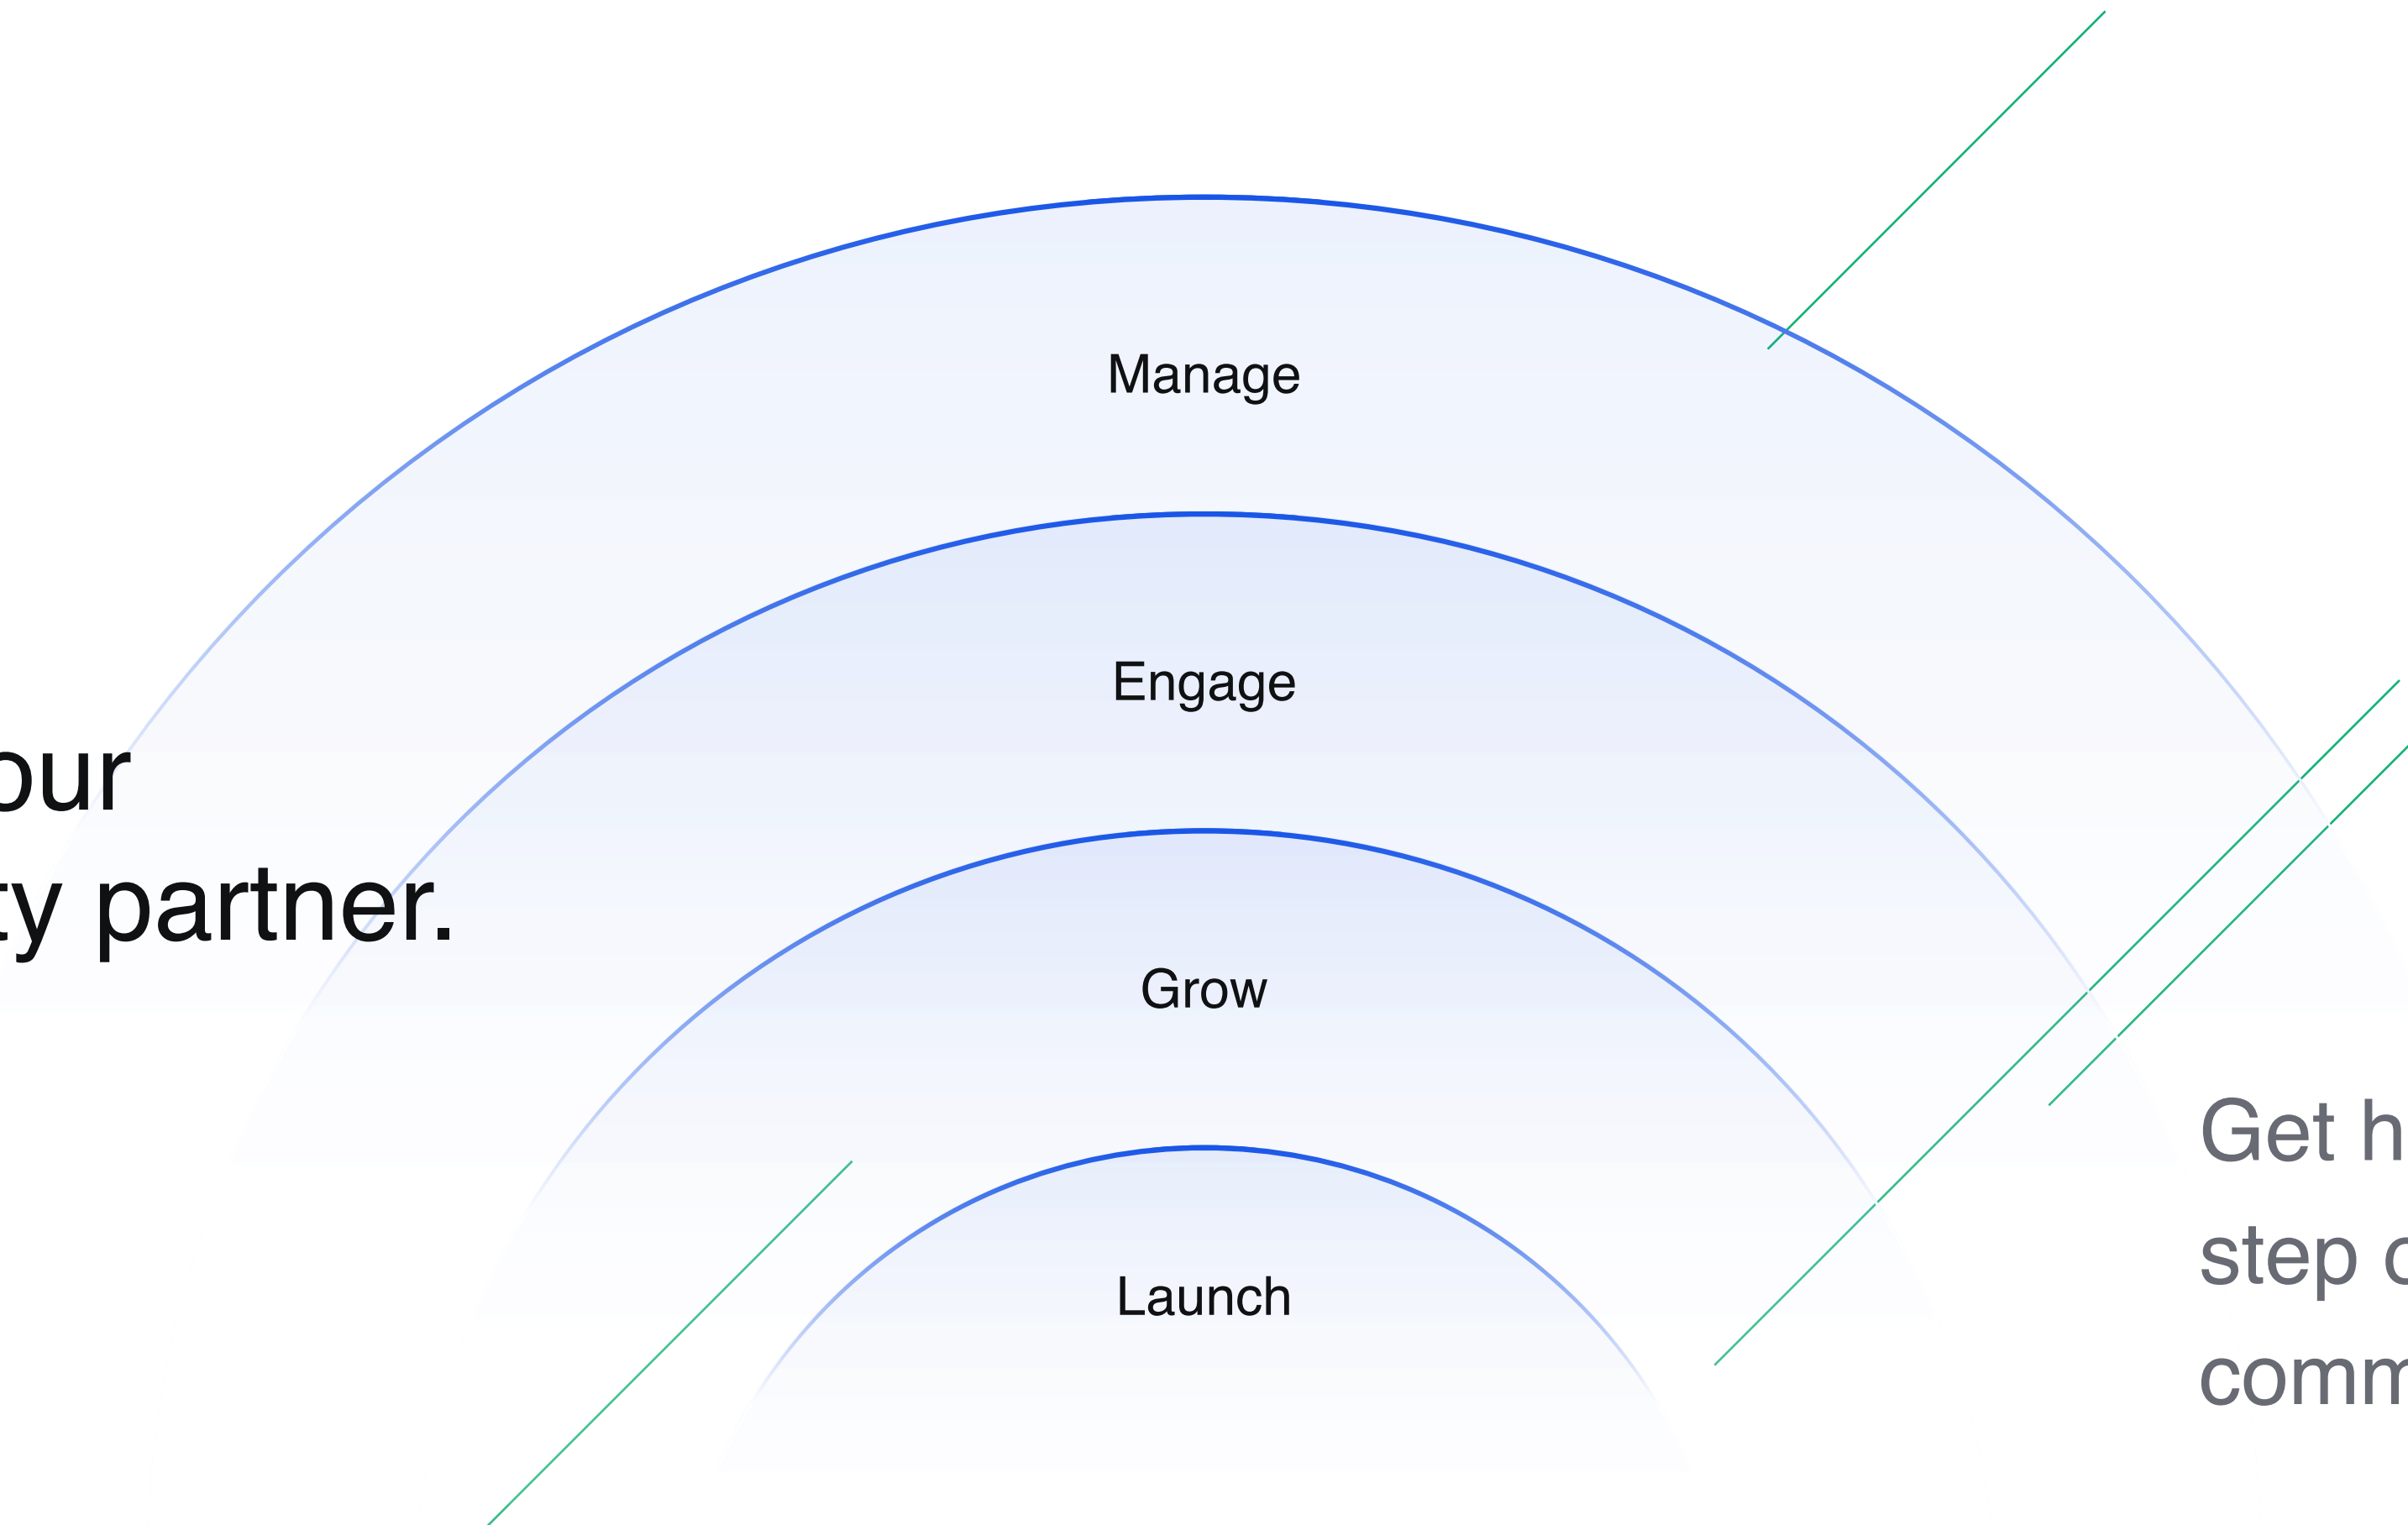 Manage
Engage
our
ty partner.
Grow
Launch
Get h
step
comm